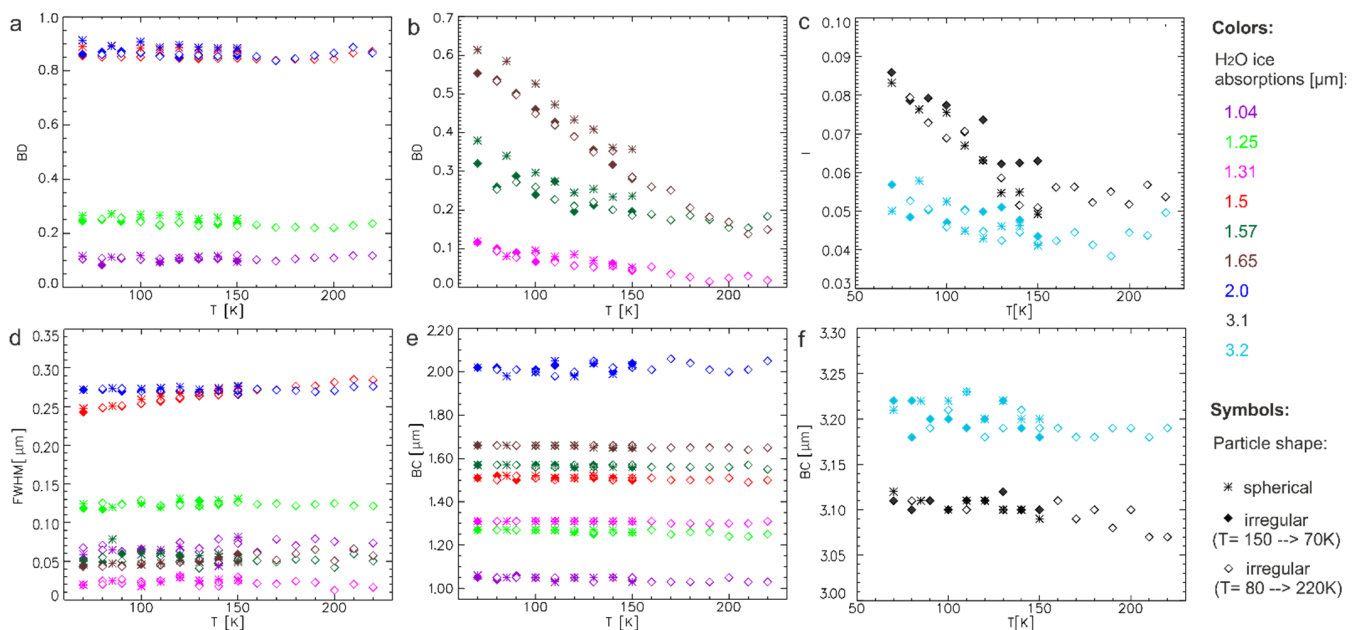 a
1.0
0.8
0.6
0.4
0.2
0.0
BD
100
150
200
T [K]
b
0.7
0.6
0.5
0.4
0.3
0.2
0.1
0.0
BD
100
150
200
T [K]
c
0.10
0.09
0.08
0.07
0.06
0.05
0.04
0.03
I
50
100
150
200
T[K]
d
0.35
0.30
0.25
0.20
0.15
0.10
0.05
0
FWHM[μm]
100
150
200
T [K]
e
2.20
2.00
1.80
1.60
1.40
1.20
1.00
BC [μm]
100
150
200
T [K]
f
3.30
3.20
3.20
3.10
3.10
3.00
3.00
BC [μm]
50
100
150
200
T[K]
Colors:
H2O ice
absorptions [μm]:
1.04
1.25
1.31
1.5
1.57
1.65
2.0
3.1
3.2
Symbols:
Particle shape:
spherical
irregular
(T= 150 --> 70K)
irregular
(T= 80 --> 220K)